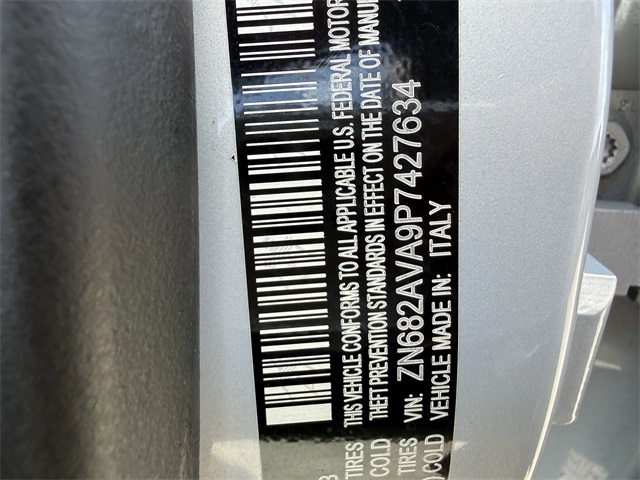 THIS VEHICLE CONFORMS TO ALL APPLICABLE U.S. FEDERAL MOTOR
THEFT PREVENTION STANDARDS IN EFFECT ON THE DATE OF MANU
VIN: ZN682AVA9P7427634
VEHICLE MADE IN: ITALY
TIRES
COLD
TIRES
) COLD